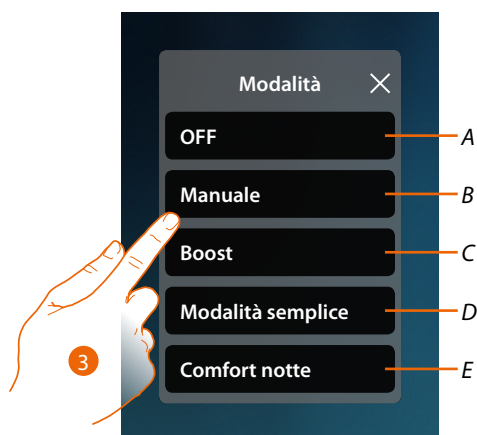 Modalità
OFF A
Manuale B
Boost C
Modalità semplice D
Comfort notte E
3